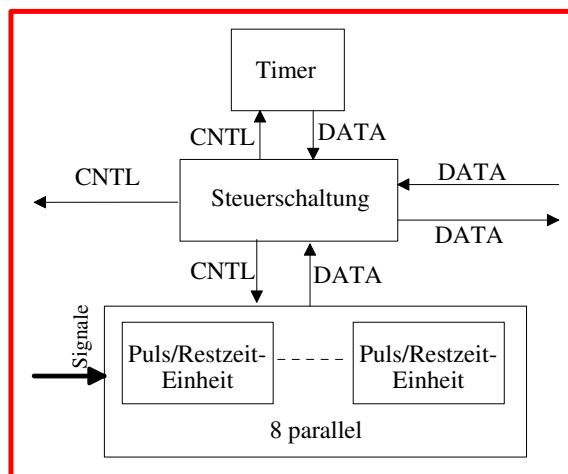 Timer
CNTL
DATA
CNTL
DATA
Steuerschaltung
DATA
CNTL
DATA
Signale
Puls/Restzeit-
Einheit
Puls/Restzeit-
Einheit
8 parallel